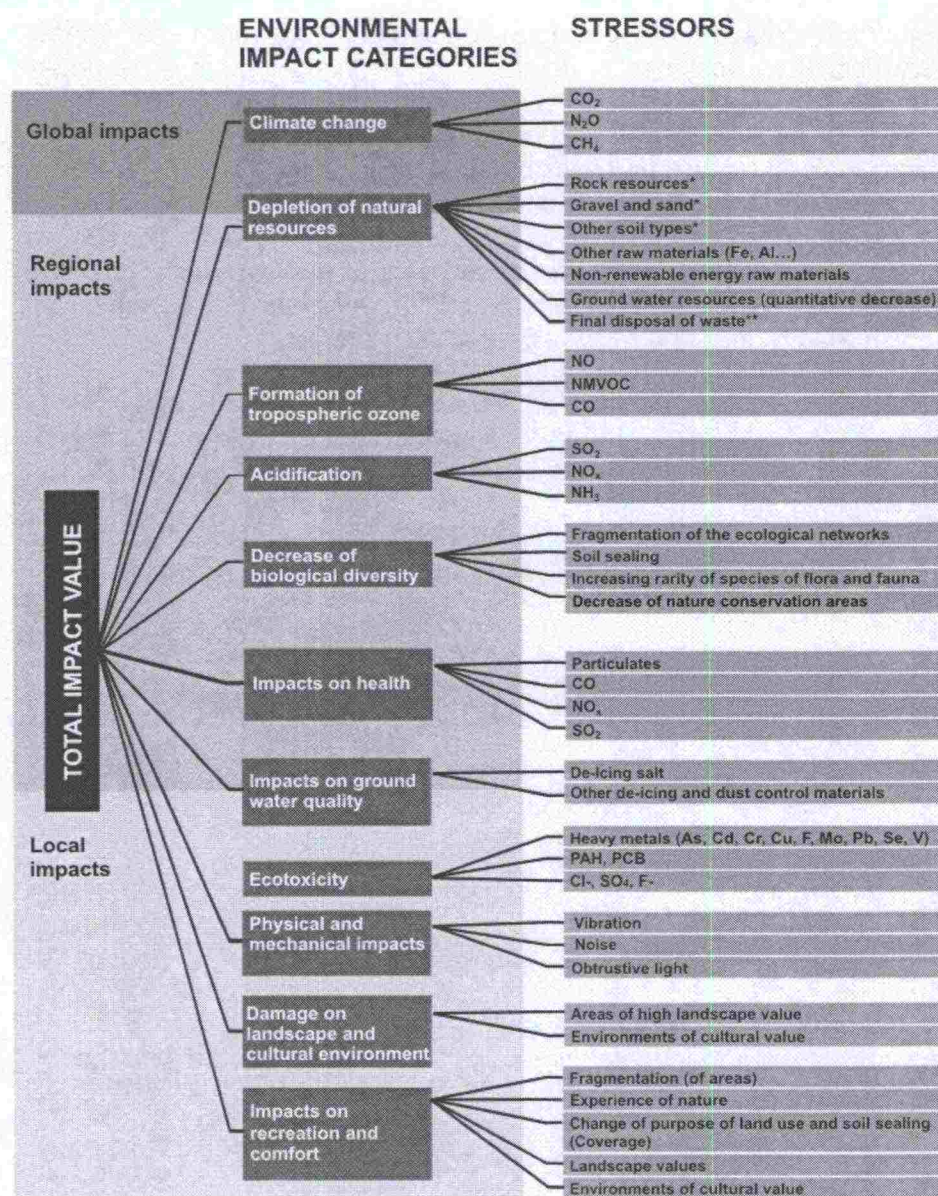 ENVIRONMENTAL
IMPACT CATEGORIES
STRESSORS
Global impacts
Regional
impacts
Local
impacts
TOTAL IMPACT VALUE
Climate change
CO₂
N₂O
CH₄
Depletion of natural
resources
Rock resources*
Gravel and sand*
Other soil types*
Other raw materials (Fe, Al...)
Non-renewable energy raw materials
Ground water resources (quantitative decrease)
Final disposal of waste**
Formation of
tropospheric ozone
NO
NMVOC
CO
Acidification
SO₂
NOₓ
NH₃
Decrease of
biological diversity
Fragmentation of the ecological networks
Soil sealing
Increasing rarity of species of flora and fauna
Decrease of nature conservation areas
Impacts on health
Particulates
CO
NOₓ
SO₂
Impacts on ground
water quality
De-Icing salt
Other de-icing and dust control materials
Ecotoxicity
Heavy metals (As, Cd, Cr, Cu, F, Mo, Pb, Se, V)
PAH, PCB
Cl-, SO₄, F-
Physical and
mechanical impacts
Vibration
Noise
Obtrustive light
Damage on
landscape and
cultural environment
Areas of high landscape value
Environments of cultural value
Impacts on
recreation and
comfort
Fragmentation (of areas)
Experience of nature
Change of purpose of land use and soil sealing
(Coverage)
Landscape values
Environments of cultural value